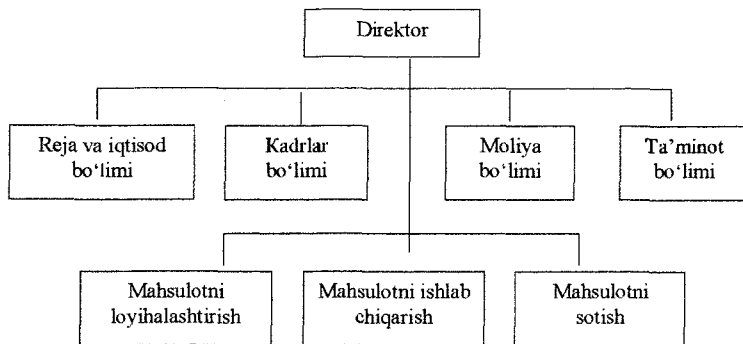 Direktor
Reja va iqtisod
bo‘limi
Kadrlar
bo‘limi
Moliya
bo‘limi
Ta’minot
bo‘limi
Mahsulotni
loyihalashtirish
Mahsulotni ishlab
chiqarish
Mahsulotni
sotish